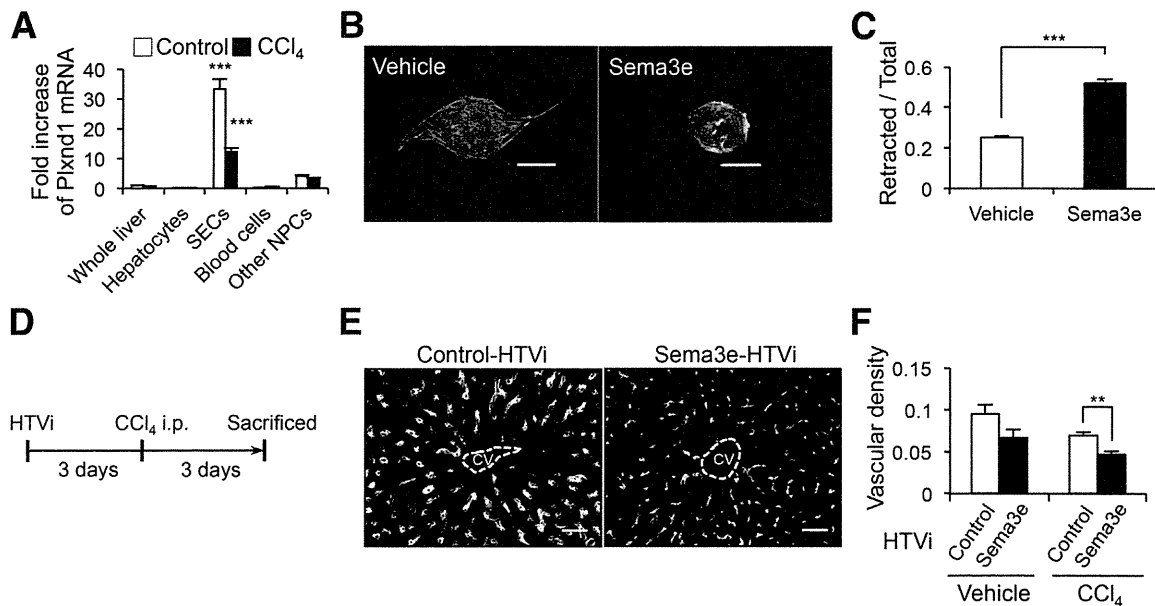 A
Control
CCl4
Fold increase
of Plxnd1 mRNA
40
30
20
10
0
***
***
Whole liver
Hepatocytes
SECs
Blood cells
Other NPCs
B
Vehicle
Sema3e
C
Retracted / Total
0.6
0.4
0.2
0
***
Vehicle
Sema3e
D
HTVi
CCl4 i.p.
Sacrificed
3 days
3 days
E
Control-HTVi
Sema3e-HTVi
CV
CV
F
Vascular density
0.15
0.1
0.05
0
**
HTVi
Control
Sema3e
Control
Sema3e
Vehicle
CCl4